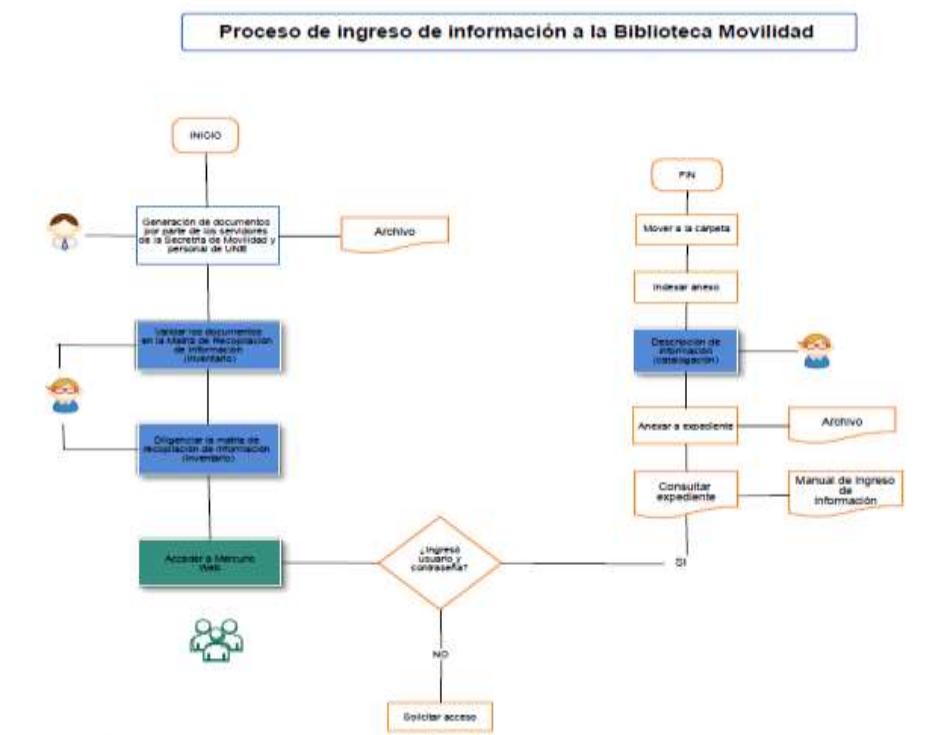 Proceso de ingreso de información a la Biblioteca Movilidad
INICIO
Generación de documentos
por parte de los servidores
de la Secretría de Movilidad y
personal de UNE
Archivo
Validar los documentos
en la Matriz de Recopilación
de Información
(Inventario)
Diligenciar la matriz de
recopilación de información
(Inventario)
Acceder a Mercurio
Web
¿Ingresó
usuario y
contraseña?
NO
Solicitar acceso
SI
Consultar
expediente
Manual de Ingreso
de
información
Anexar a expediente
Archivo
Descripción de
información
(catalogación)
Indexar anexo
Mover a la carpeta
FIN